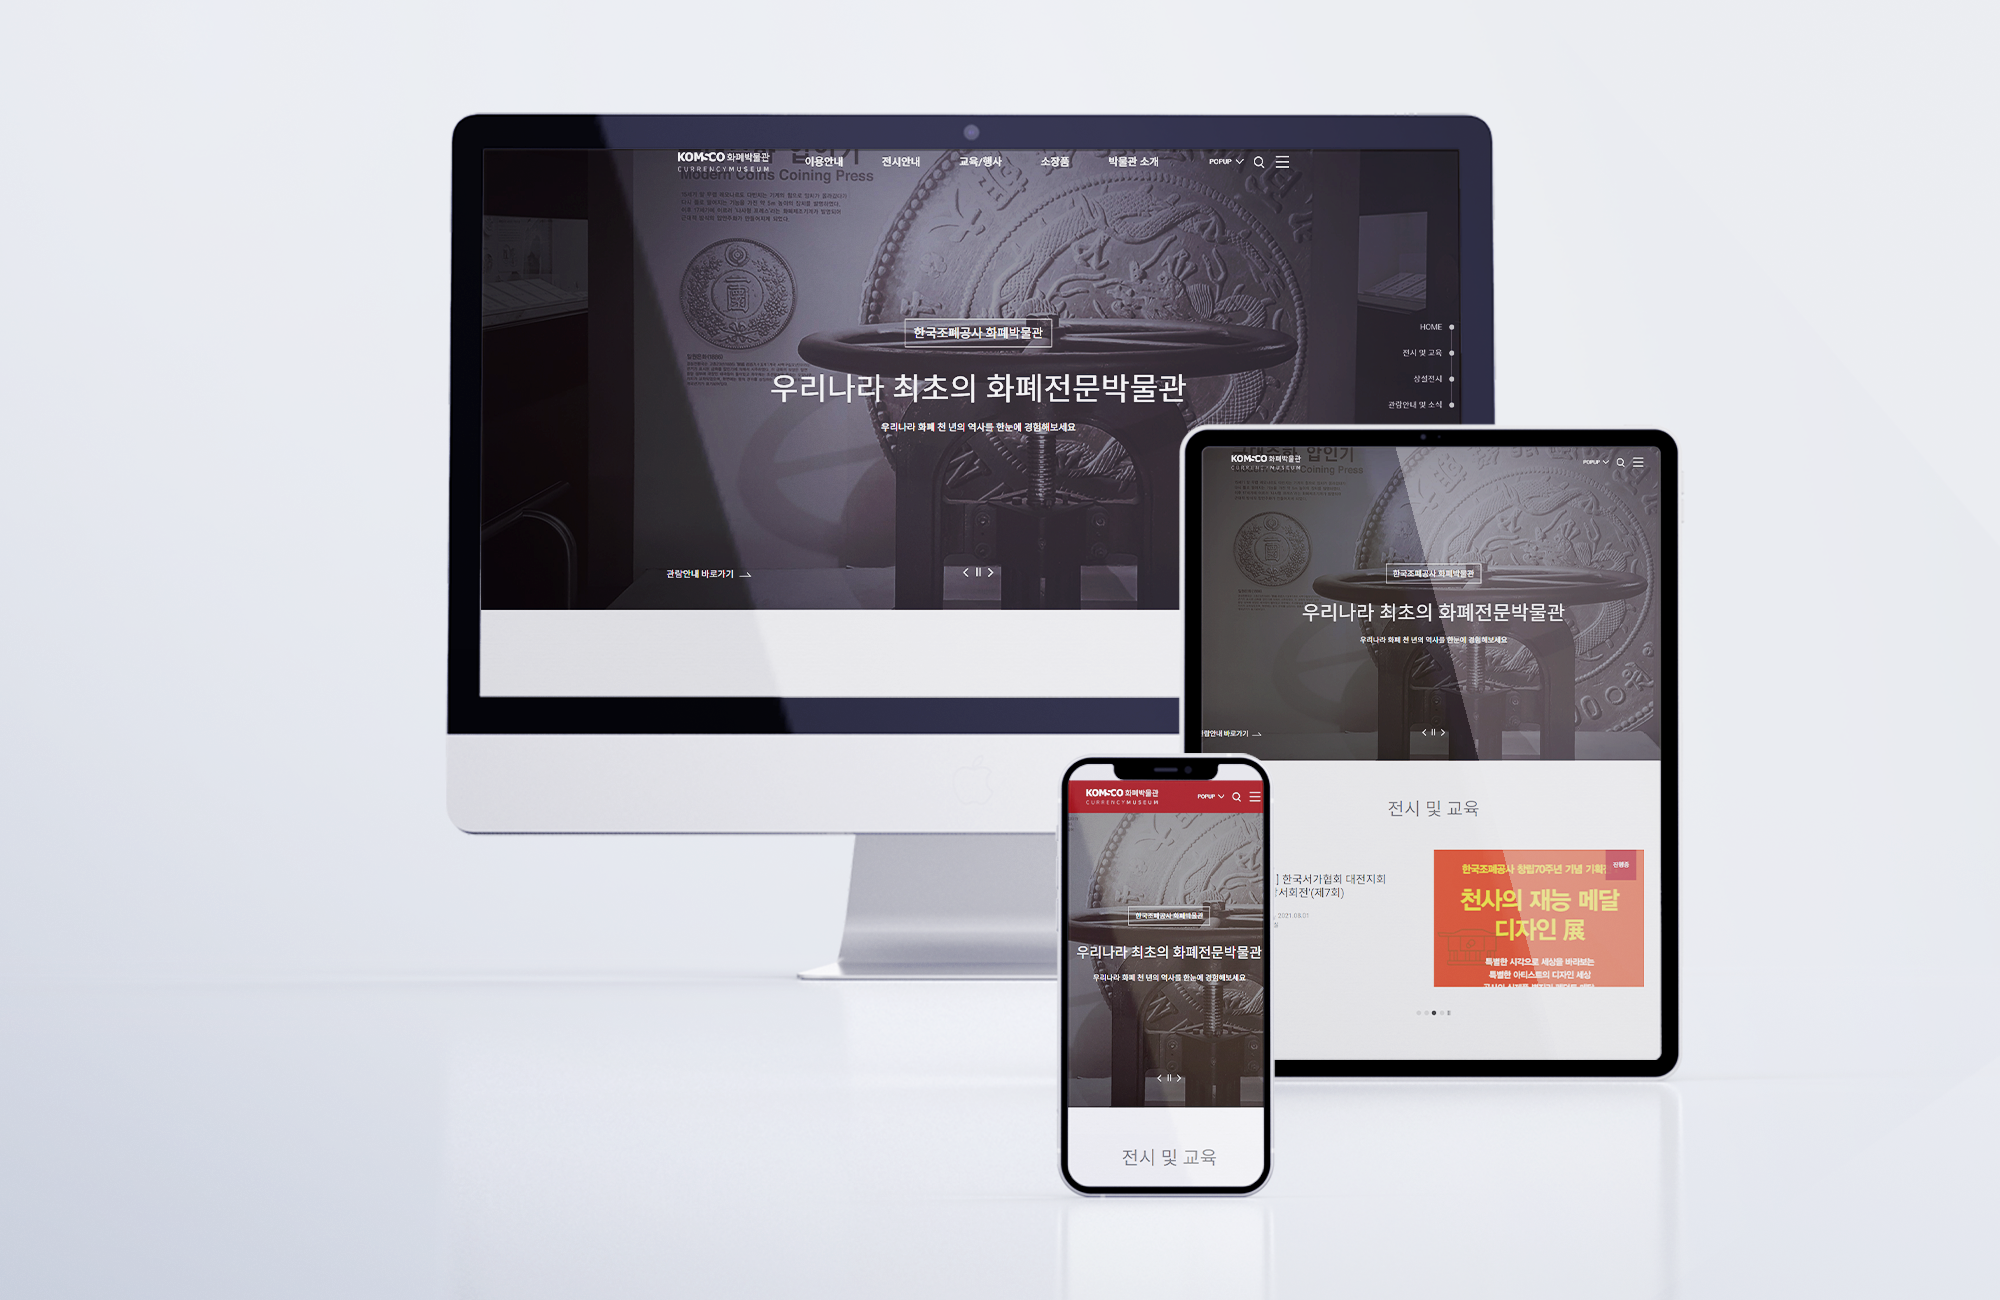 KOMSCO 화폐박물관
CURRENCY MUSEUM
이용안내
전시안내
교육/행사
소장품
박물관 소개
POPUP
Modern Coins Coining Press
한국조폐공사 화폐박물관
우리나라 최초의 화폐전문박물관
우리나라 화폐 천 년의 역사를 한눈에 경험해보세요
HOME
전시 및 교육
상설전시
관람안내 및 소식
관람안내 바로가기
KOMSCO 화폐박물관
CURRENCY MUSEUM
압인기
Coining Press
POPUP
한국조폐공사 화폐박물관
우리나라 최초의 화폐전문박물관
우리나라 화폐 천 년의 역사를 한눈에 경험해보세요
람안내 바로가기
전시 및 교육
] 한국서가협회 대전지회
서회전'(제7회)
2021.08.01
진행중
한국조폐공사 창립70주년 기념 기획
천사의 재능 메달
디자인 展
특별한 시각으로 세상을 바라보는
특별한 아티스트의 디자인 세상
KOMSCO 화폐박물관
CURRENCY MUSEUM
POPUP
한국조폐공사 화폐박물관
우리나라 최초의 화폐전문박물관
우리나라 화폐 천 년의 역사를 한눈에 경험해보세요
전시 및 교육